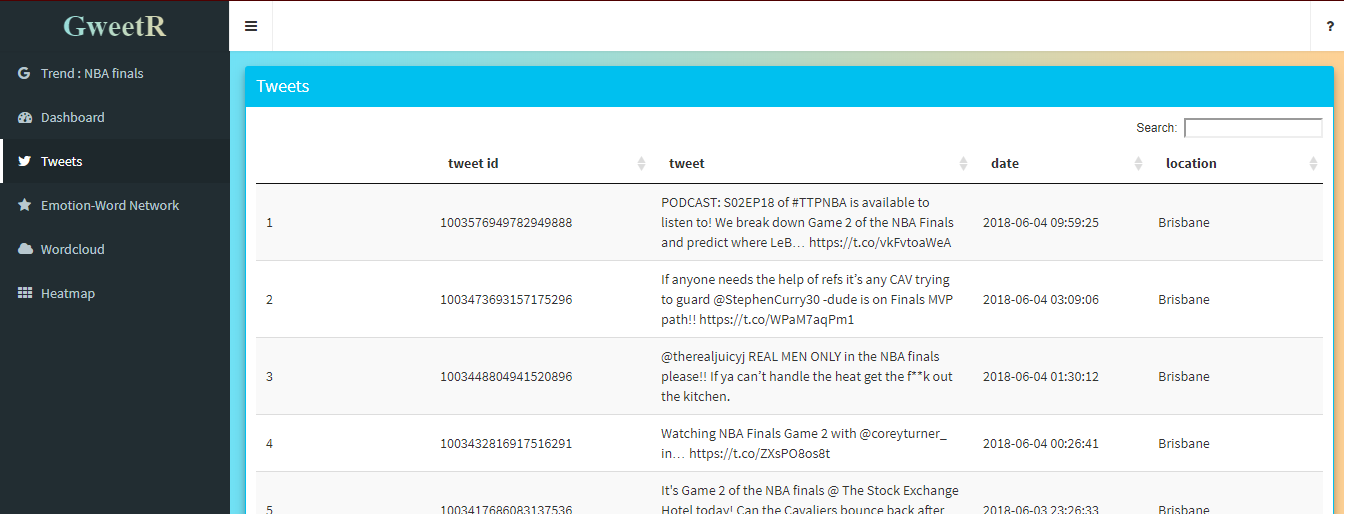 GweetR
?
Trend : NBA finals
Dashboard
Tweets
Emotion-Word Network
Wordcloud
Heatmap
Tweets
Search:
tweet id tweet date location
1 1003576949782949888 PODCAST: S02EP18 of #TTPNBA is available to listen to! We break down Game 2 of the NBA Finals and predict where LeB… https://t.co/vkFvtoaWeA 2018-06-04 09:59:25 Brisbane
2 1003473693157175296 If anyone needs the help of refs it’s any CAV trying to guard @StephenCurry30 -dude is on Finals MVP path!! https://t.co/WPaM7aqPm1 2018-06-04 03:09:06 Brisbane
3 1003448804941520896 @therealjuicyj REAL MEN ONLY in the NBA finals please!! If ya can’t handle the heat get the f**k out the kitchen. 2018-06-04 01:30:12 Brisbane
4 1003432816917516291 Watching NBA Finals Game 2 with @coreyturner_ in… https://t.co/ZXsPO8os8t 2018-06-04 00:26:41 Brisbane
5 1003417686083137536 It's Game 2 of the NBA finals @ The Stock Exchange Hotel today! Can the Cavaliers bounce back after 2018-06-03 23:26:33 Brisbane